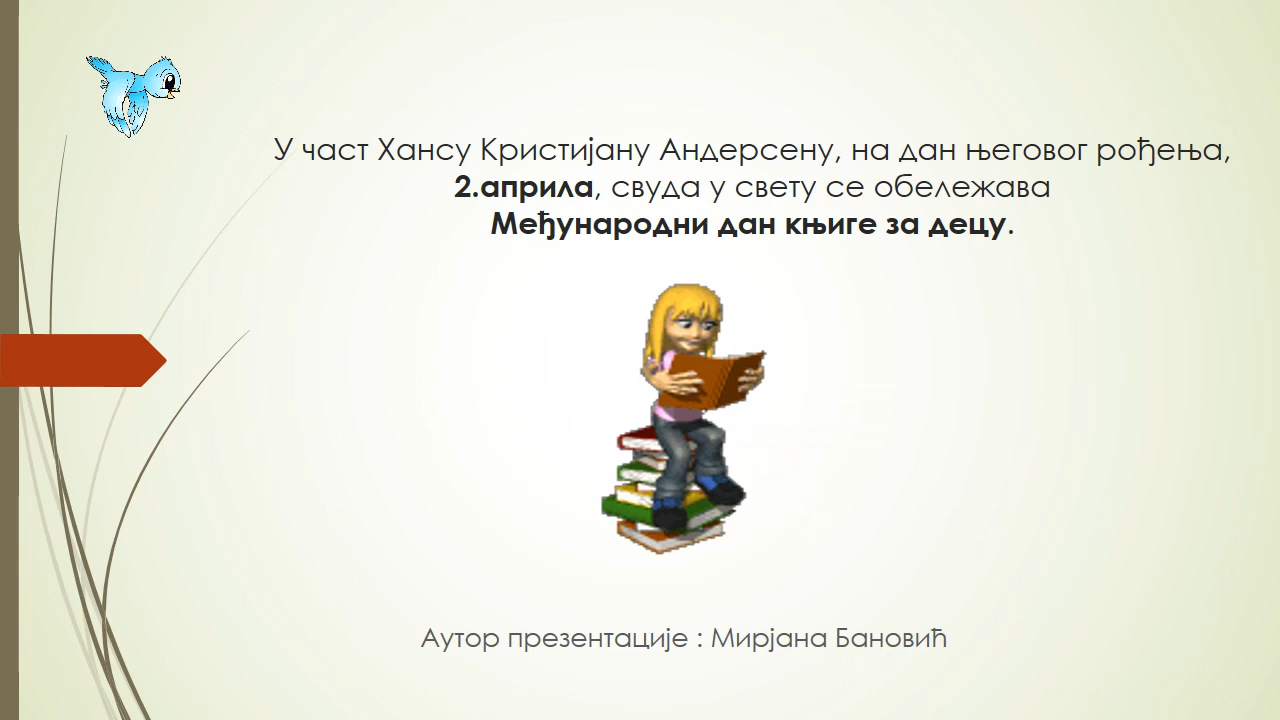 У част Хансу Кристијану Андерсену, на дан његовог рођења,
2.априла, свуда у свету се обележава
Међународни дан књиге за децу.
Аутор презентације : Мирјана Бановић